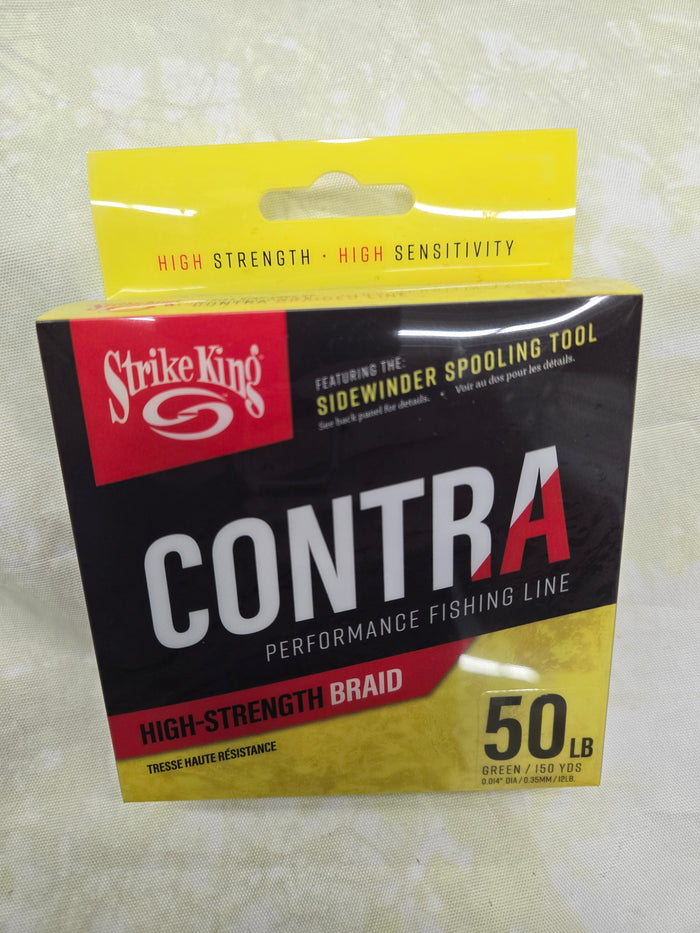 HIGH STRENGTH · HIGH SENSITIVITY
Strike King
FEATURING THE:
SIDEWINDER SPOOLING TOOL
See back panel for details. • Voir au dos pour les détails.
CONTRA
PERFORMANCE FISHING LINE
HIGH-STRENGTH BRAID
TRESSE HAUTE RÉSISTANCE
50 LB
GREEN / 150 YDS
0.014" DIA / 0.35MM / 12LB.